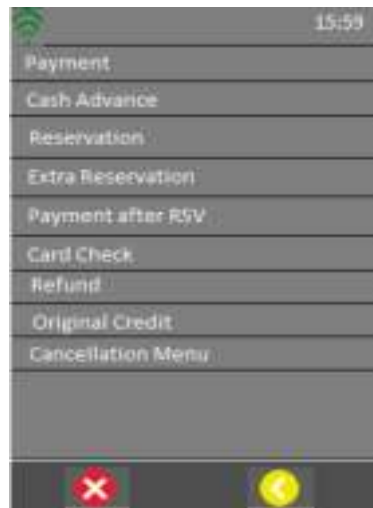 15:59
Payment
Cash Advance
Reservation
Extra Reservation
Payment after RSV
Card Check
Refund
Original Credit
Cancellation Menu